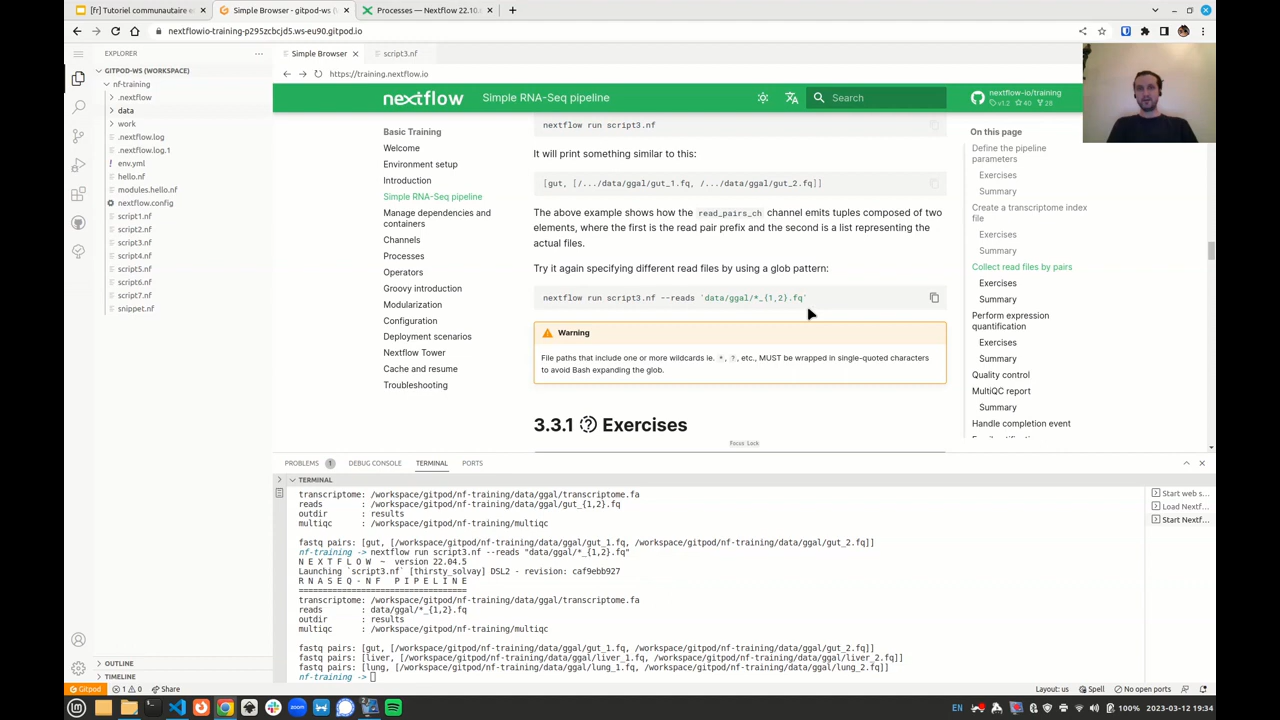 [fr] Tutoriel communautaire e
Simple Browser - gitpod-ws (
Processes — Nextflow 22.10.
nextflowio-training-p295zcbcjd5.ws-eu90.gitpod.io
EXPLORER
Simple Browser
script3.nf
GITPOD-WS (WORKSPACE)
https://training.nextflow.io
nf-training
.nextflow
data
work
.nextflow.log
.nextflow.log.1
env.yml
hello.nf
modules.hello.nf
nextflow.config
script1.nf
script2.nf
script3.nf
script4.nf
script5.nf
script6.nf
script7.nf
snippet.nf
OUTLINE
TIMELINE
nextflow
Simple RNA-Seq pipeline
Search
nextflow-io/training
v1.2 40 28
Basic Training
Welcome
Environment setup
Introduction
Simple RNA-Seq pipeline
Manage dependencies and
containers
Channels
Processes
Operators
Groovy introduction
Modularization
Configuration
Deployment scenarios
Nextflow Tower
Cache and resume
Troubleshooting
nextflow run script3.nf
It will print something similar to this:
[gut, [/.../data/ggal/gut_1.fq, /.../data/ggal/gut_2.fq]]
The above example shows how the read_pairs_ch channel emits tuples composed of two
elements, where the first is the read pair prefix and the second is a list representing the
actual files.
Try it again specifying different read files by using a glob pattern:
nextflow run script3.nf --reads 'data/ggal/*_{1,2}.fq'
Warning
File paths that include one or more wildcards ie. *, ?, etc., MUST be wrapped in single-quoted characters
to avoid Bash expanding the glob.
3.3.1 Exercises
Focus Lock
On this page
Define the pipeline
parameters
Exercises
Summary
Create a transcriptome index
file
Exercises
Summary
Collect read files by pairs
Exercises
Summary
Perform expression
quantification
Exercises
Summary
Quality control
MultiQC report
Summary
Handle completion event
PROBLEMS 1
DEBUG CONSOLE
TERMINAL
PORTS
TERMINAL
transcriptome: /workspace/gitpod/nf-training/data/ggal/transcriptome.fa
reads : /workspace/gitpod/nf-training/data/ggal/gut_{1,2}.fq
outdir : results
multiqc : /workspace/gitpod/nf-training/multiqc
fastq pairs: [gut, [/workspace/gitpod/nf-training/data/ggal/gut_1.fq, /workspace/gitpod/nf-training/data/ggal/gut_2.fq]]
nf-training -> nextflow run script3.nf --reads "data/ggal/*_{1,2}.fq"
N E X T F L O W ~ version 22.04.5
Launching `script3.nf` [thirsty_solvay] DSL2 - revision: caf9ebb927
R N A S E Q - N F P I P E L I N E
===================================
transcriptome: /workspace/gitpod/nf-training/data/ggal/transcriptome.fa
reads : data/ggal/*_{1,2}.fq
outdir : results
multiqc : /workspace/gitpod/nf-training/multiqc
fastq pairs: [gut, [/workspace/gitpod/nf-training/data/ggal/gut_1.fq, /workspace/gitpod/nf-training/data/ggal/gut_2.fq]]
fastq pairs: [liver, [/workspace/gitpod/nf-training/data/ggal/liver_1.fq, /workspace/gitpod/nf-training/data/ggal/liver_2.fq]]
fastq pairs: [lung, [/workspace/gitpod/nf-training/data/ggal/lung_1.fq, /workspace/gitpod/nf-training/data/ggal/lung_2.fq]]
nf-training ->
Start web s...
Load Nextf...
Start Nextf...
Gitpod
1 0
Share
Layout: us
Spell
No open ports
EN
100%
2023-03-12 19:34